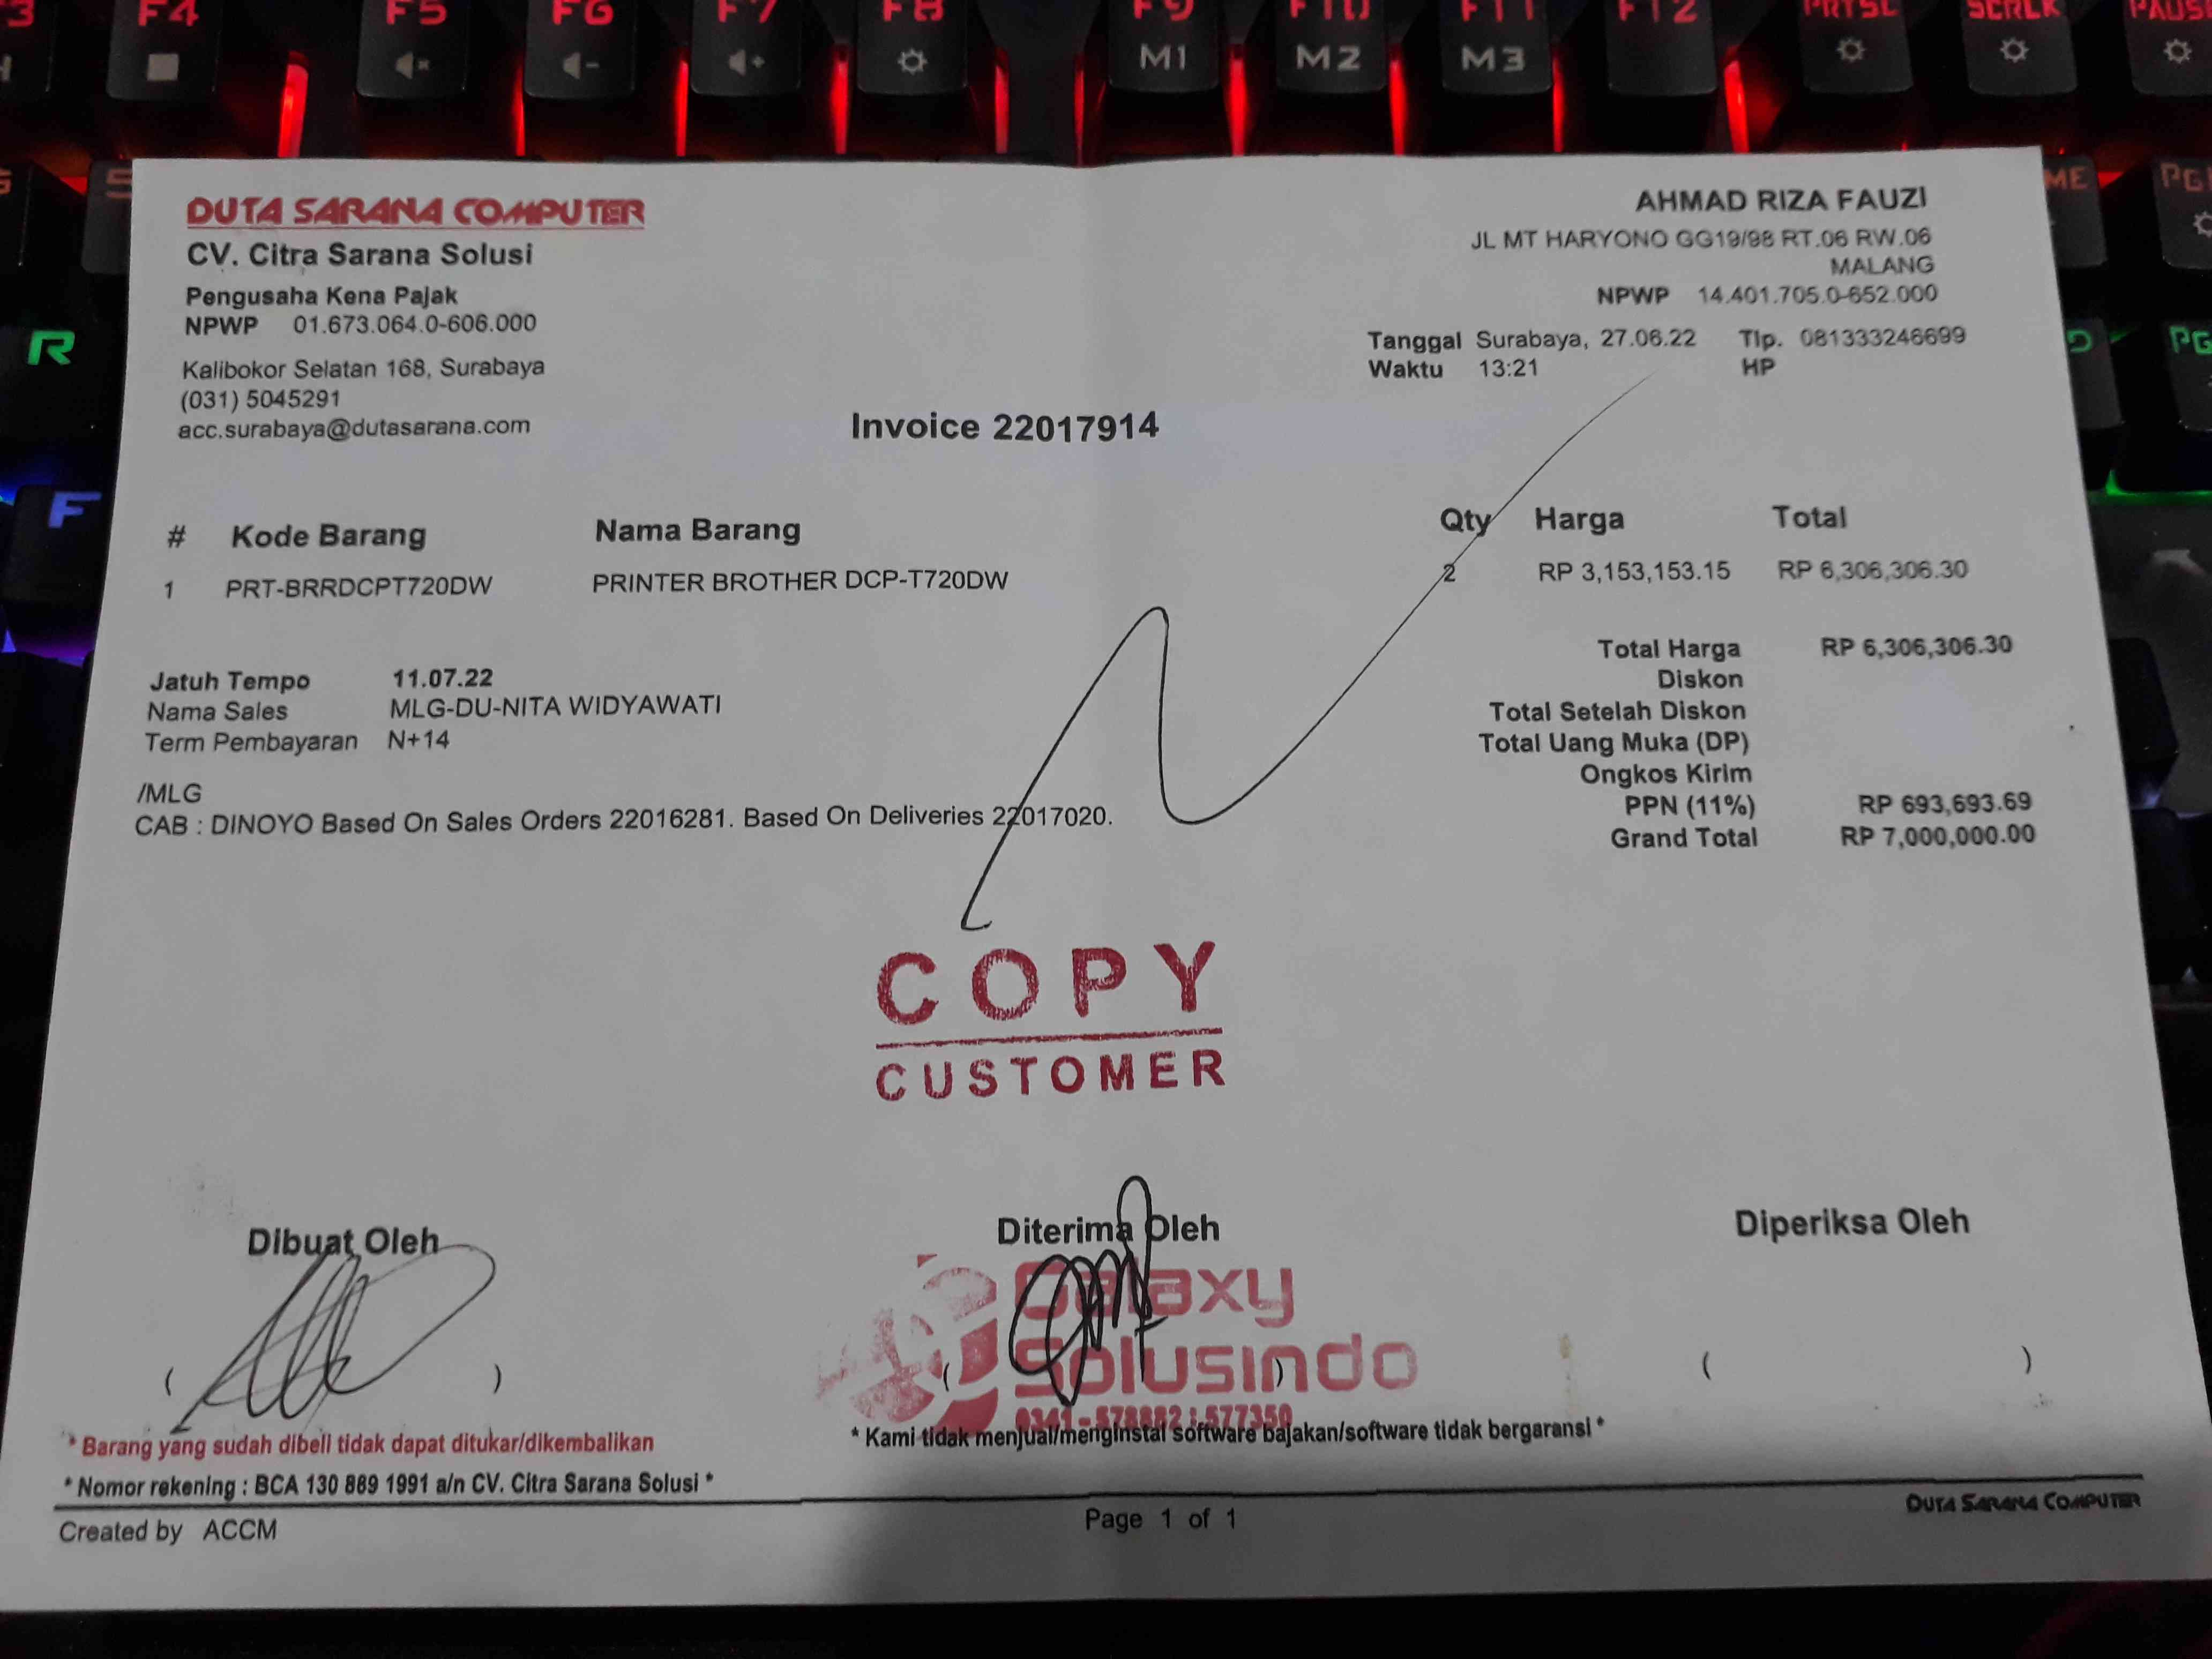 F4 F5 F6 F7 F8 F9 F10 F11 F12 PRTSC SCRLK
M1 M2 M3
DUTA SARANA COMPUTER
CV. Citra Sarana Solusi
Pengusaha Kena Pajak
NPWP 01.673.064.0-606.000
Kalibokor Selatan 168, Surabaya
(031) 5045291
acc.surabaya@dutasarana.com
AHMAD RIZA FAUZI
JL MT HARYONO GG19/98 RT.06 RW.06
MALANG
NPWP 14.401.705.0-652.000
Tanggal Surabaya, 27.06.22 Tlp. 081333246699
Waktu 13:21 HP
R
F
Invoice 22017914
# Kode Barang Nama Barang Qty Harga Total
1 PRT-BRRDCPT720DW PRINTER BROTHER DCP-T720DW 2 RP 3,153,153.15 RP 6,306,306.30
Jatuh Tempo 11.07.22
Nama Sales MLG-DU-NITA WIDYAWATI
Term Pembayaran N+14
/MLG
CAB : DINOYO Based On Sales Orders 22016281. Based On Deliveries 22017020.
Total Harga RP 6,306,306.30
Diskon
Total Setelah Diskon
Total Uang Muka (DP)
Ongkos Kirim
PPN (11%) RP 693,693.69
Grand Total RP 7,000,000.00
COPY
CUSTOMER
Dibuat Oleh
Diterima Oleh
Diperiksa Oleh
Galaxy
Solusindo
0341 - 578882 ; 577350
( )
( )
( )
* Barang yang sudah dibeli tidak dapat ditukar/dikembalikan
* Kami tidak menjual/menginstal software bajakan/software tidak bergaransi *
* Nomor rekening : BCA 130 869 1991 a/n CV. Citra Sarana Solusi *
Created by ACCM
Page 1 of 1
DUTA SARANA COMPUTER